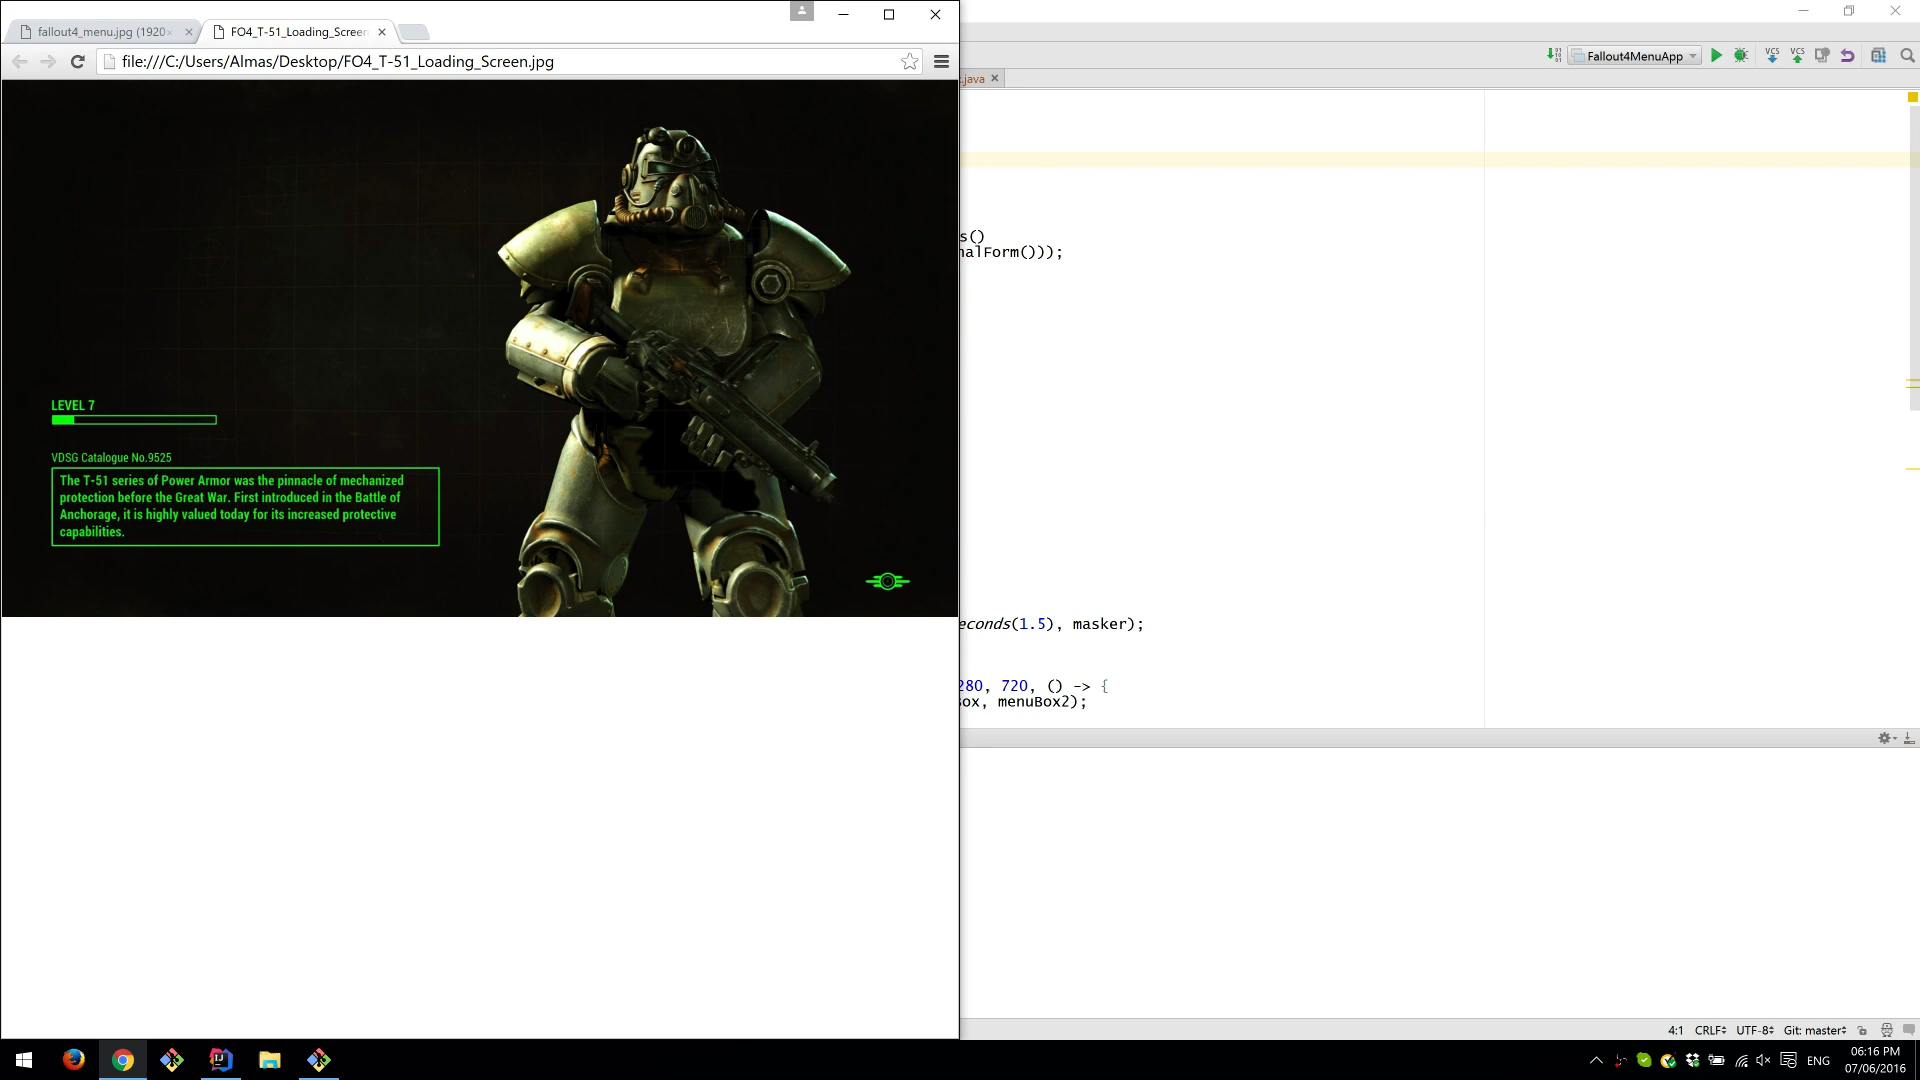 fallout4_menu.jpg (1920×
FO4_T-51_Loading_Screen
file:///C:/Users/Almas/Desktop/FO4_T-51_Loading_Screen.jpg
LEVEL 7
VDSG Catalogue No.9525
The T-51 series of Power Armor was the pinnacle of mechanized
protection before the Great War. First introduced in the Battle of
Anchorage, it is highly valued today for its increased protective
capabilities.
Fallout4MenuApp
VCS
VCS
.java
s()
nalForm()));
econds(1.5), masker);
280, 720, () -> {
ox, menuBox2);
4:1 CRLF UTF-8 Git: master
ENG
06:16 PM
07/06/2016